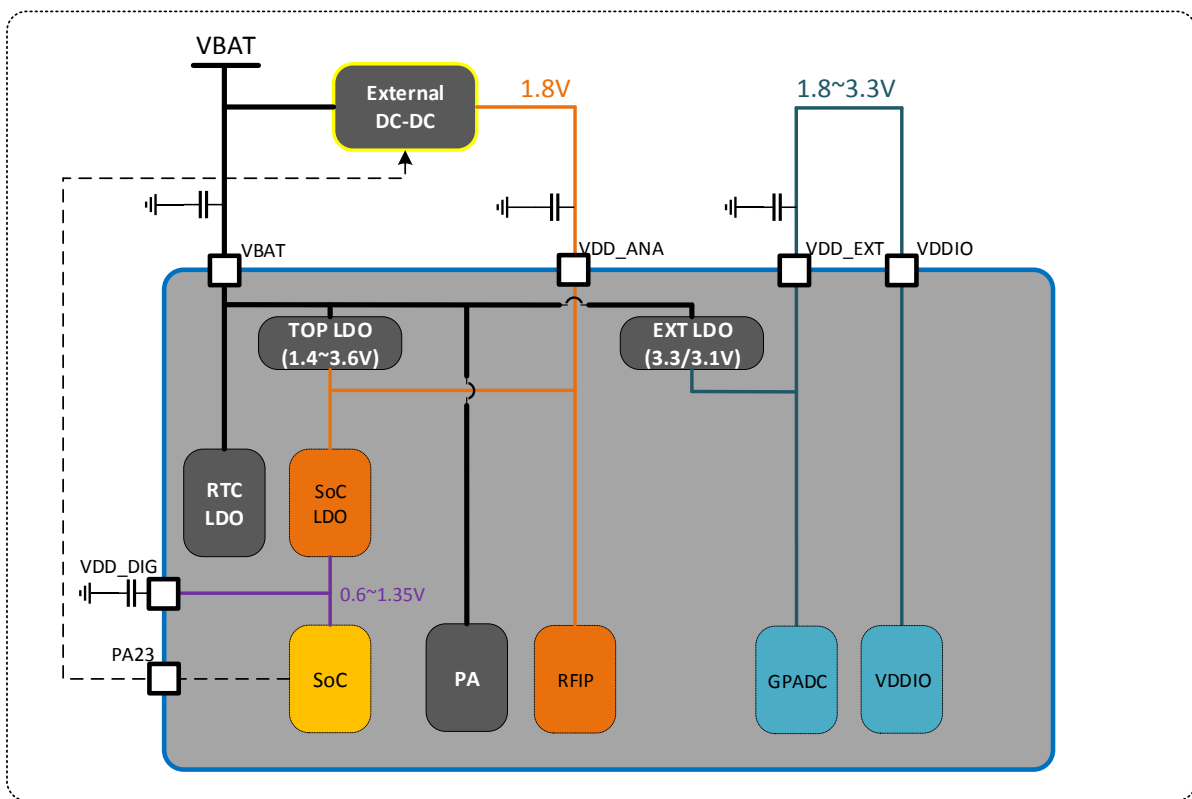 VBAT
External
DC-DC
1.8V
1.8~3.3V
VBAT
VDD_ANA
VDD_EXT
VDDIO
TOP LDO
(1.4~3.6V)
EXT LDO
(3.3/3.1V)
RTC
LDO
SoC
LDO
VDD_DIG
0.6~1.35V
PA23
SoC
PA
RFIP
GPADC
VDDIO